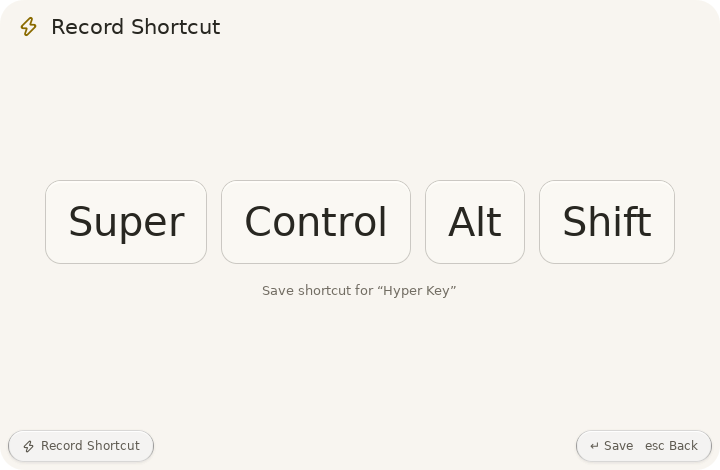 Record Shortcut
Super Control Alt Shift
Save shortcut for “Hyper Key”
Record Shortcut ↵ Save esc Back